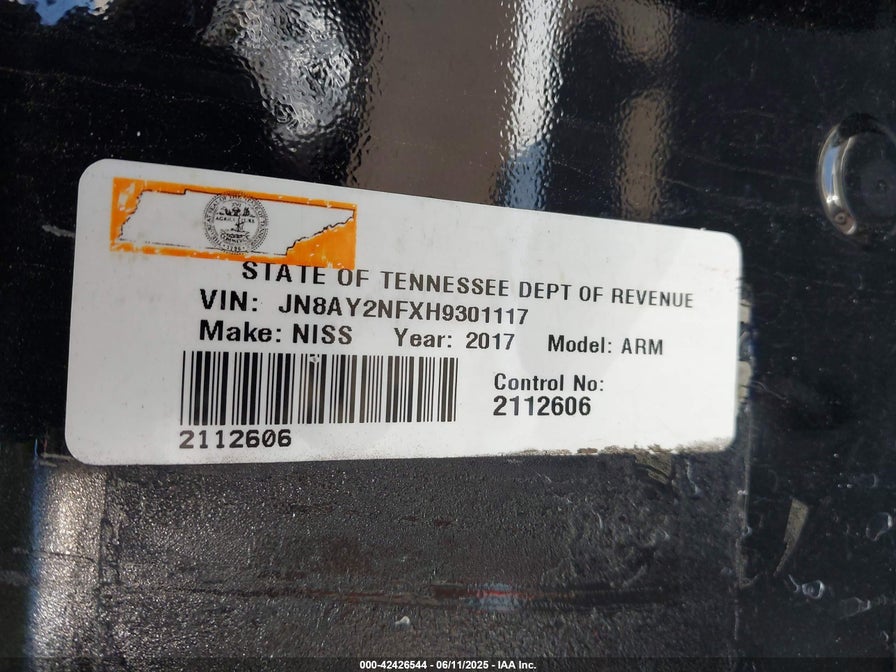 STATE OF TENNESSEE DEPT OF REVENUE
VIN: JN8AY2NFXH9301117
Make: NISS Year: 2017 Model: ARM
Control No:
2112606
2112606
000-42426544 - 06/11/2025 - IAA Inc.